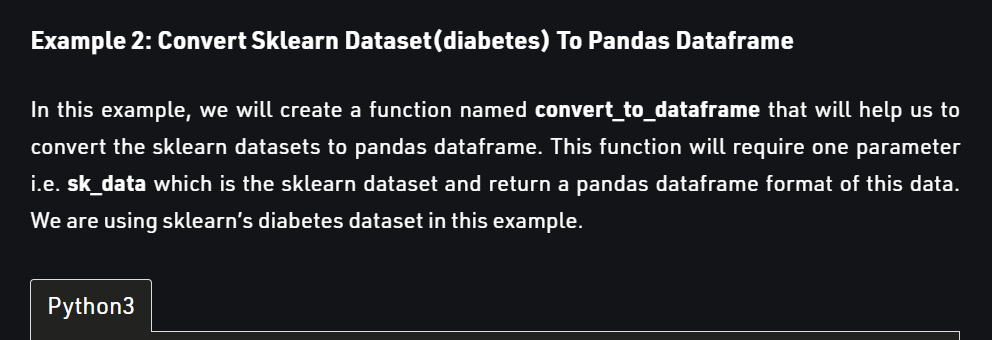 Example 2: Convert Sklearn Dataset(diabetes) To Pandas Dataframe
In this example, we will create a function named convert_to_dataframe that will help us to
convert the sklearn datasets to pandas dataframe. This function will require one parameter
i.e. sk_data which is the sklearn dataset and return a pandas dataframe format of this data.
We are using sklearn's diabetes dataset in this example.
Python3